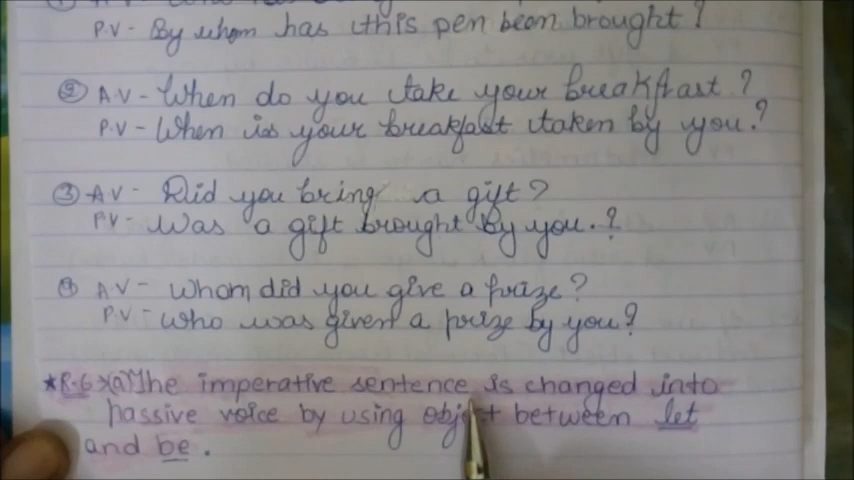 P.V - By whom has this pen been brought?
② A.V - When do you take your breakfast?
P.V - When is your breakfast taken by you?
③ A.V - Did you bring a gift?
P.V - Was a gift brought by you.?
A.V - Whom did you give a prize?
P.V - Who was given a prize by you?
*R-6 (a) The imperative sentence is changed into
passive voice by using object between let
and be.